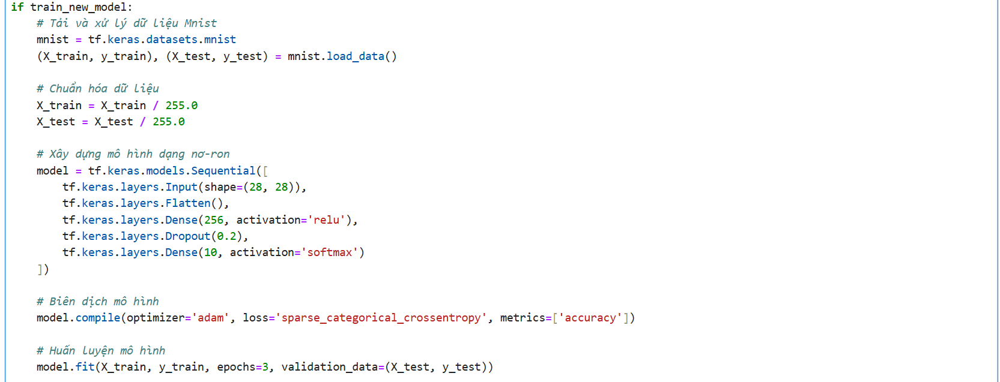 if train_new_model:
    # Tải và xử lý dữ liệu Mnist
    mnist = tf.keras.datasets.mnist
    (X_train, y_train), (X_test, y_test) = mnist.load_data()
    # Chuẩn hóa dữ liệu
    X_train = X_train / 255.0
    X_test = X_test / 255.0
    # Xây dựng mô hình dạng nơ-ron
    model = tf.keras.models.Sequential([
        tf.keras.layers.Input(shape=(28, 28)),
        tf.keras.layers.Flatten(),
        tf.keras.layers.Dense(256, activation='relu'),
        tf.keras.layers.Dropout(0.2),
        tf.keras.layers.Dense(10, activation='softmax')
    ])
    # Biên dịch mô hình
    model.compile(optimizer='adam', loss='sparse_categorical_crossentropy', metrics=['accuracy'])
    # Huấn luyện mô hình
    model.fit(X_train, y_train, epochs=3, validation_data=(X_test, y_test))